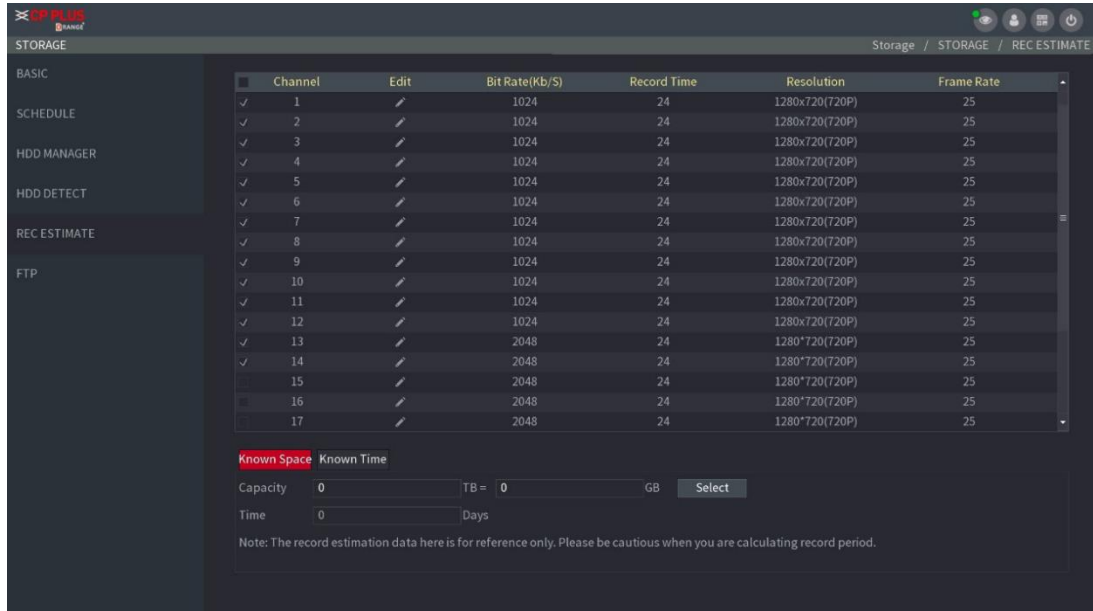 CP PLUS
ORANGE
STORAGE Storage / STORAGE / REC ESTIMATE
BASIC
SCHEDULE
HDD MANAGER
HDD DETECT
REC ESTIMATE
FTP
Channel Edit Bit Rate(Kb/S) Record Time Resolution Frame Rate
1 1024 24 1280x720(720P) 25
2 1024 24 1280x720(720P) 25
3 1024 24 1280x720(720P) 25
4 1024 24 1280x720(720P) 25
5 1024 24 1280x720(720P) 25
6 1024 24 1280x720(720P) 25
7 1024 24 1280x720(720P) 25
8 1024 24 1280x720(720P) 25
9 1024 24 1280x720(720P) 25
10 1024 24 1280x720(720P) 25
11 1024 24 1280x720(720P) 25
12 1024 24 1280x720(720P) 25
13 2048 24 1280*720(720P) 25
14 2048 24 1280*720(720P) 25
15 2048 24 1280*720(720P) 25
16 2048 24 1280*720(720P) 25
17 2048 24 1280*720(720P) 25
Known Space Known Time
Capacity 0 TB = 0 GB Select
Time 0 Days
Note: The record estimation data here is for reference only. Please be cautious when you are calculating record period.